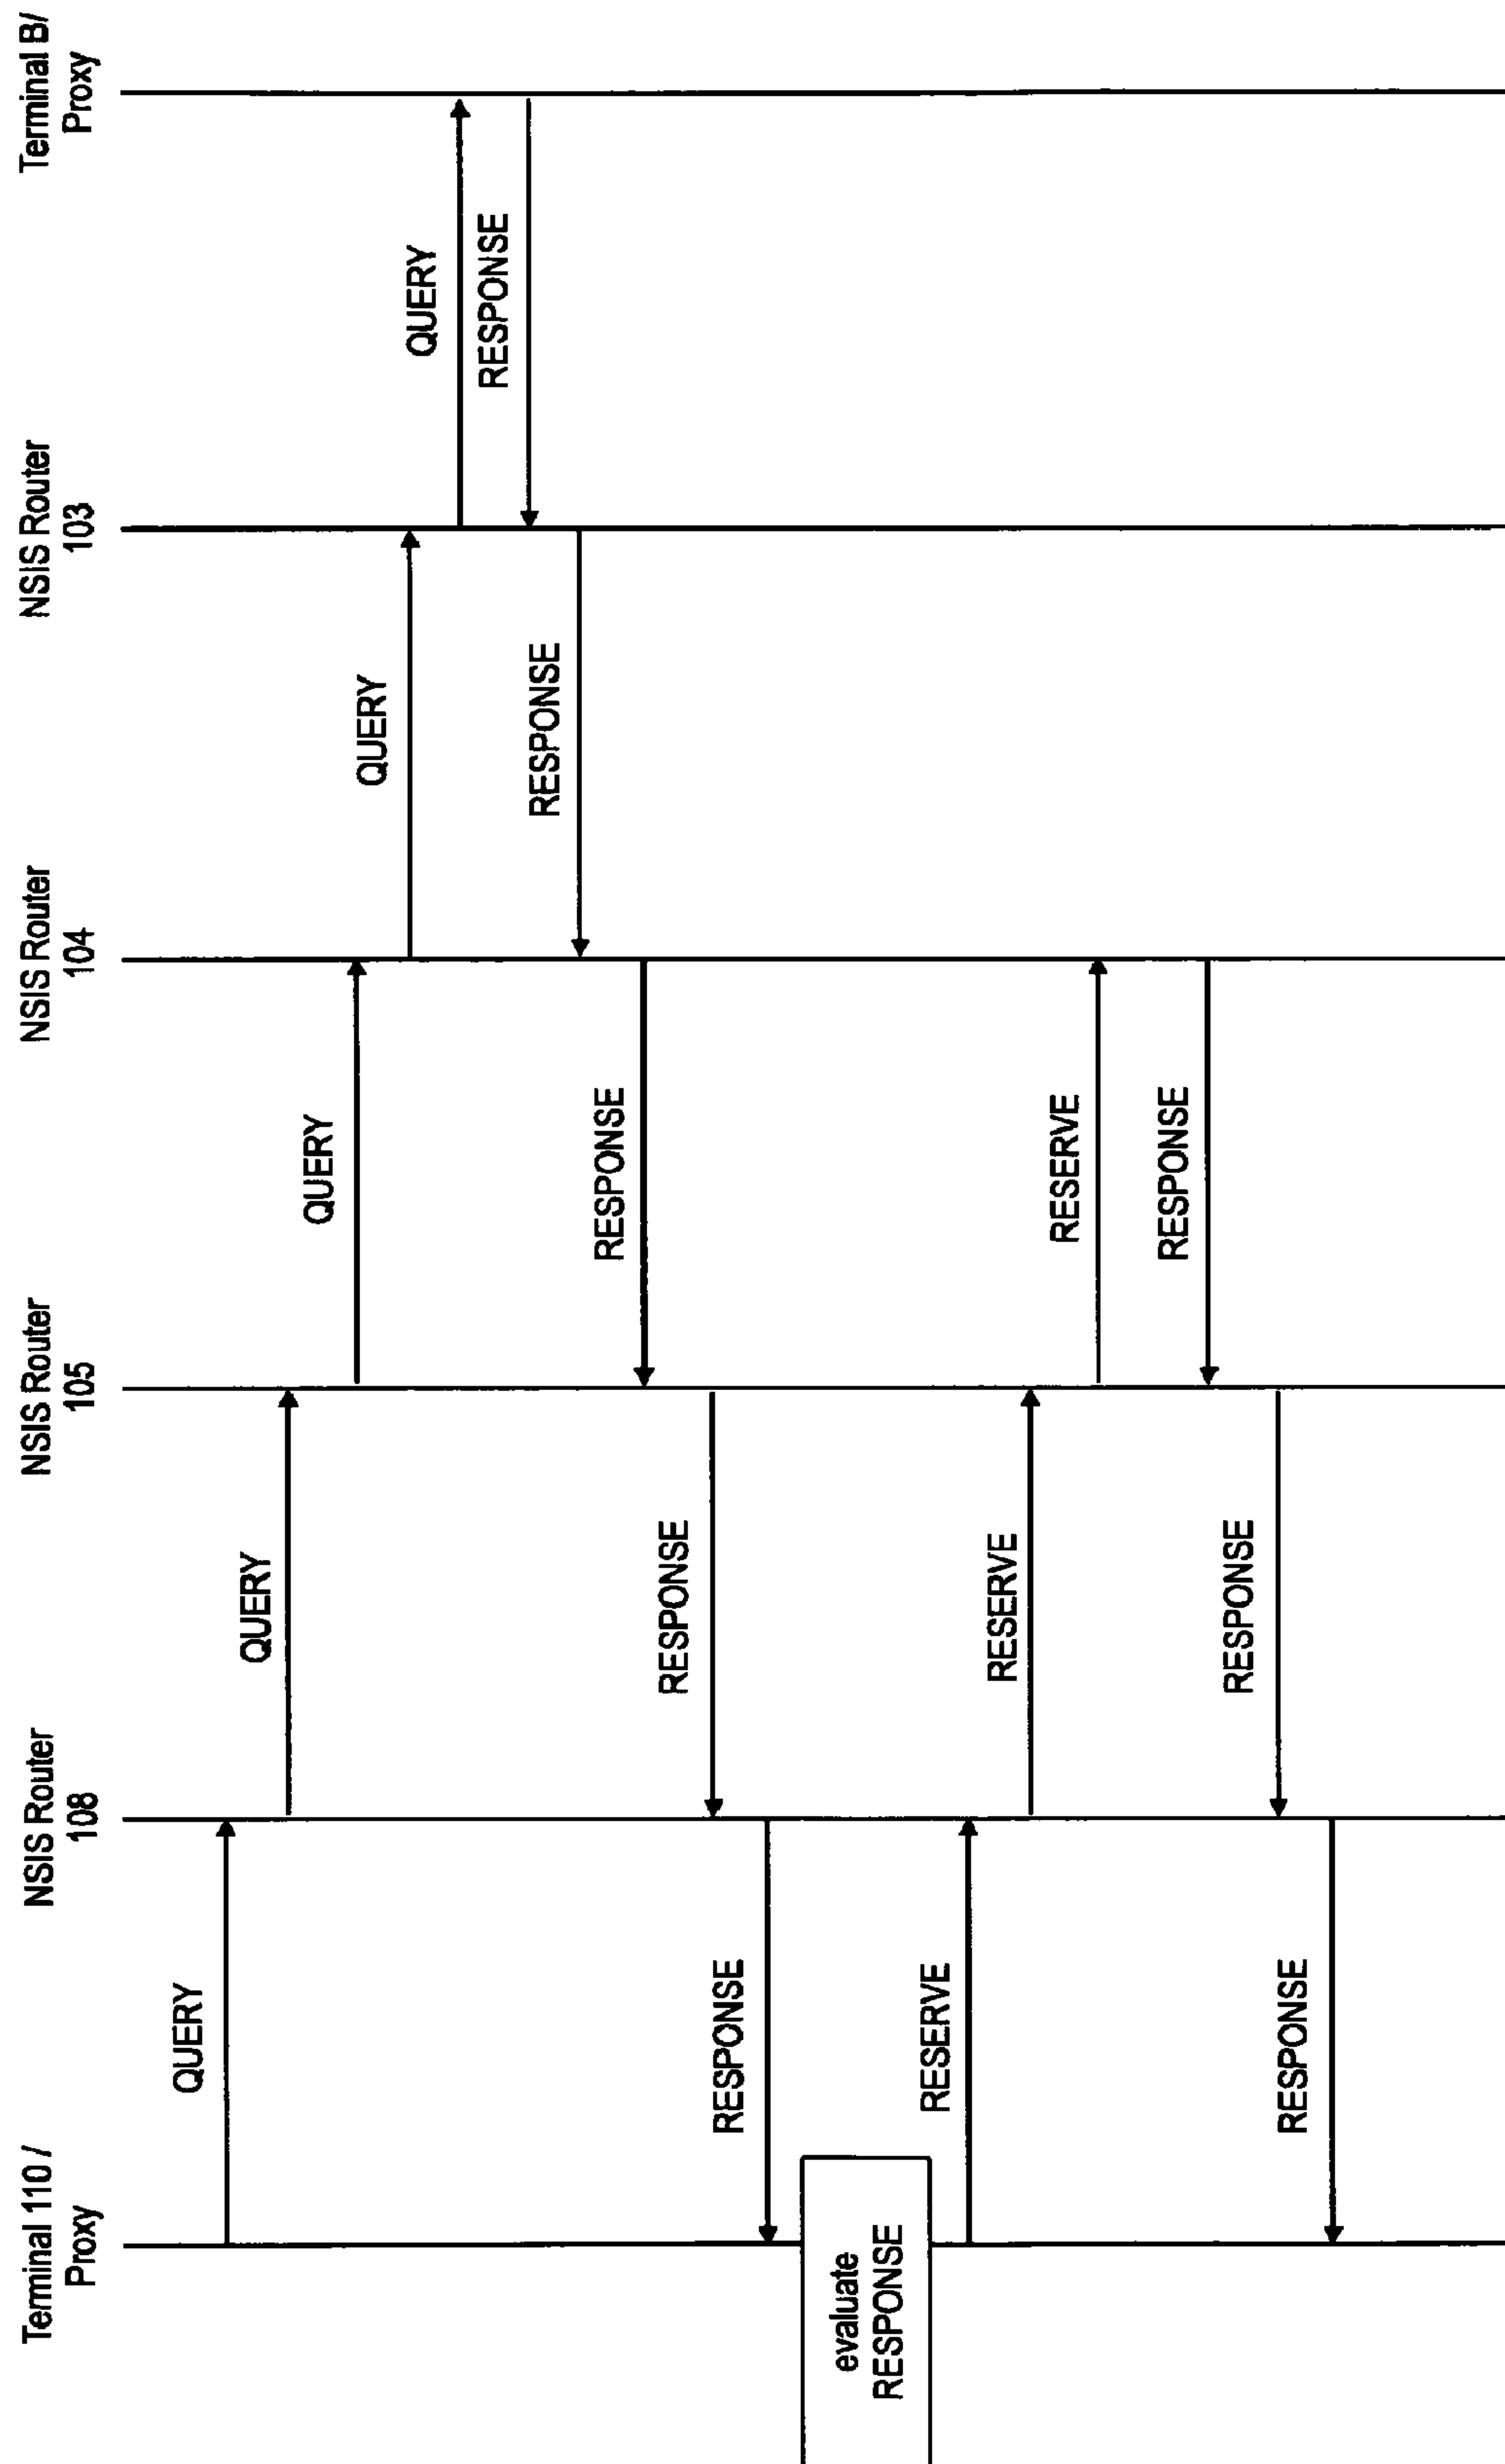 Terminal 110 /
Proxy
NSIS Router
108
NSIS Router
105
NSIS Router
104
NSIS Router
103
Terminal B/
Proxy
QUERY
QUERY
QUERY
QUERY
QUERY
RESPONSE
RESPONSE
RESPONSE
RESPONSE
RESPONSE
evaluate
RESPONSE
RESERVE
RESERVE
RESERVE
RESPONSE
RESPONSE
RESPONSE